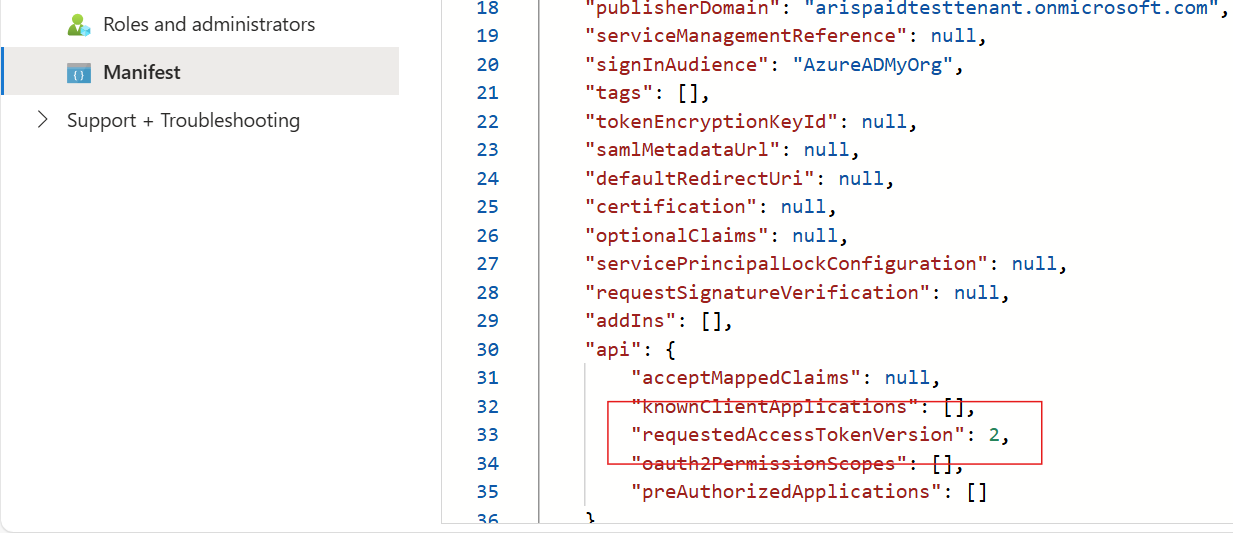 Roles and administrators
Manifest
Support + Troubleshooting
18 "publisherDomain": "arispaidtesttenant.onmicrosoft.com",
19 "serviceManagementReference": null,
20 "signInAudience": "AzureADMyOrg",
21 "tags": [],
22 "tokenEncryptionKeyId": null,
23 "samlMetadataUrl": null,
24 "defaultRedirectUri": null,
25 "certification": null,
26 "optionalClaims": null,
27 "servicePrincipalLockConfiguration": null,
28 "requestSignatureVerification": null,
29 "addIns": [],
30 "api": {
31 "acceptMappedClaims": null,
32 "knownClientApplications": [],
33 "requestedAccessTokenVersion": 2,
34 "oauth2PermissionScopes": [],
35 "preAuthorizedApplications": []
36 }